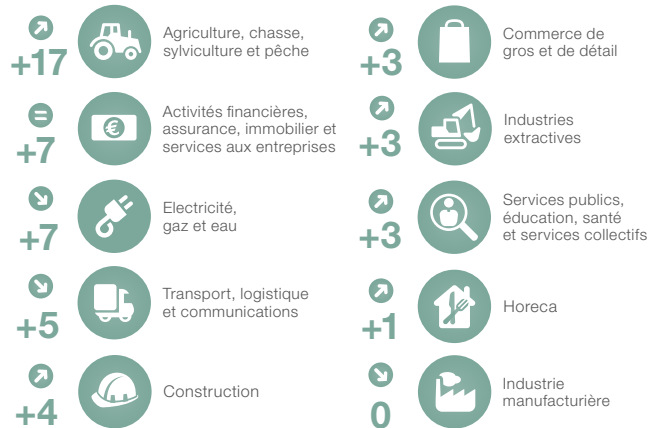 +17
Agriculture, chasse,
sylviculture et pêche
=
+7
€
Activités financières,
assurance, immobilier et
services aux entreprises
+7
Electricité,
gaz et eau
+5
Transport, logistique
et communications
+4
Construction
+3
Commerce de
gros et de détail
+3
Industries
extractives
+3
Services publics,
éducation, santé
et services collectifs
+1
Horeca
0
Industrie
manufacturière